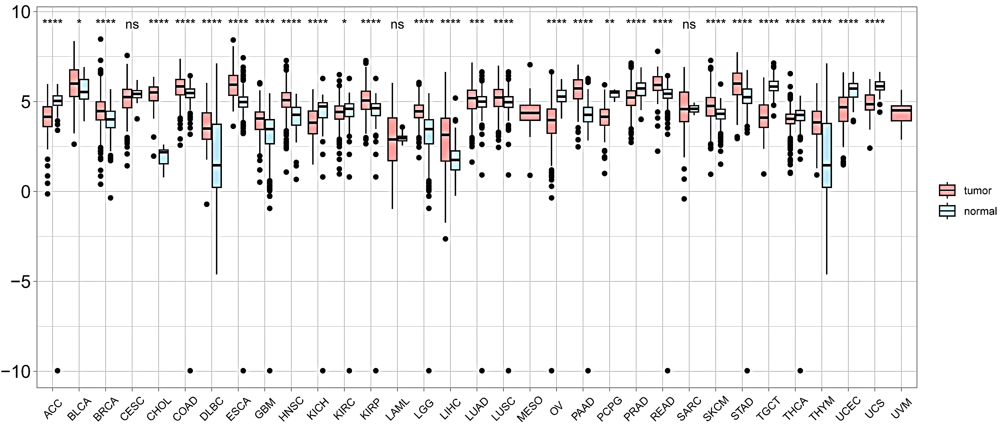 10
**** * **** ns **** **** **** **** **** **** **** * **** ns **** **** *** **** **** **** ** **** **** ns **** **** **** **** **** **** ****
5
0
−5
−10
tumor
normal
ACC BLCA BRCA CESC CHOL COAD DLBC ESCA GBM HNSC KICH KIRC KIRP LAML LGG LIHC LUAD LUSC MESO OV PAAD PCPG PRAD READ SARC SKCM STAD TGCT THCA THYM UCEC UCS UVM